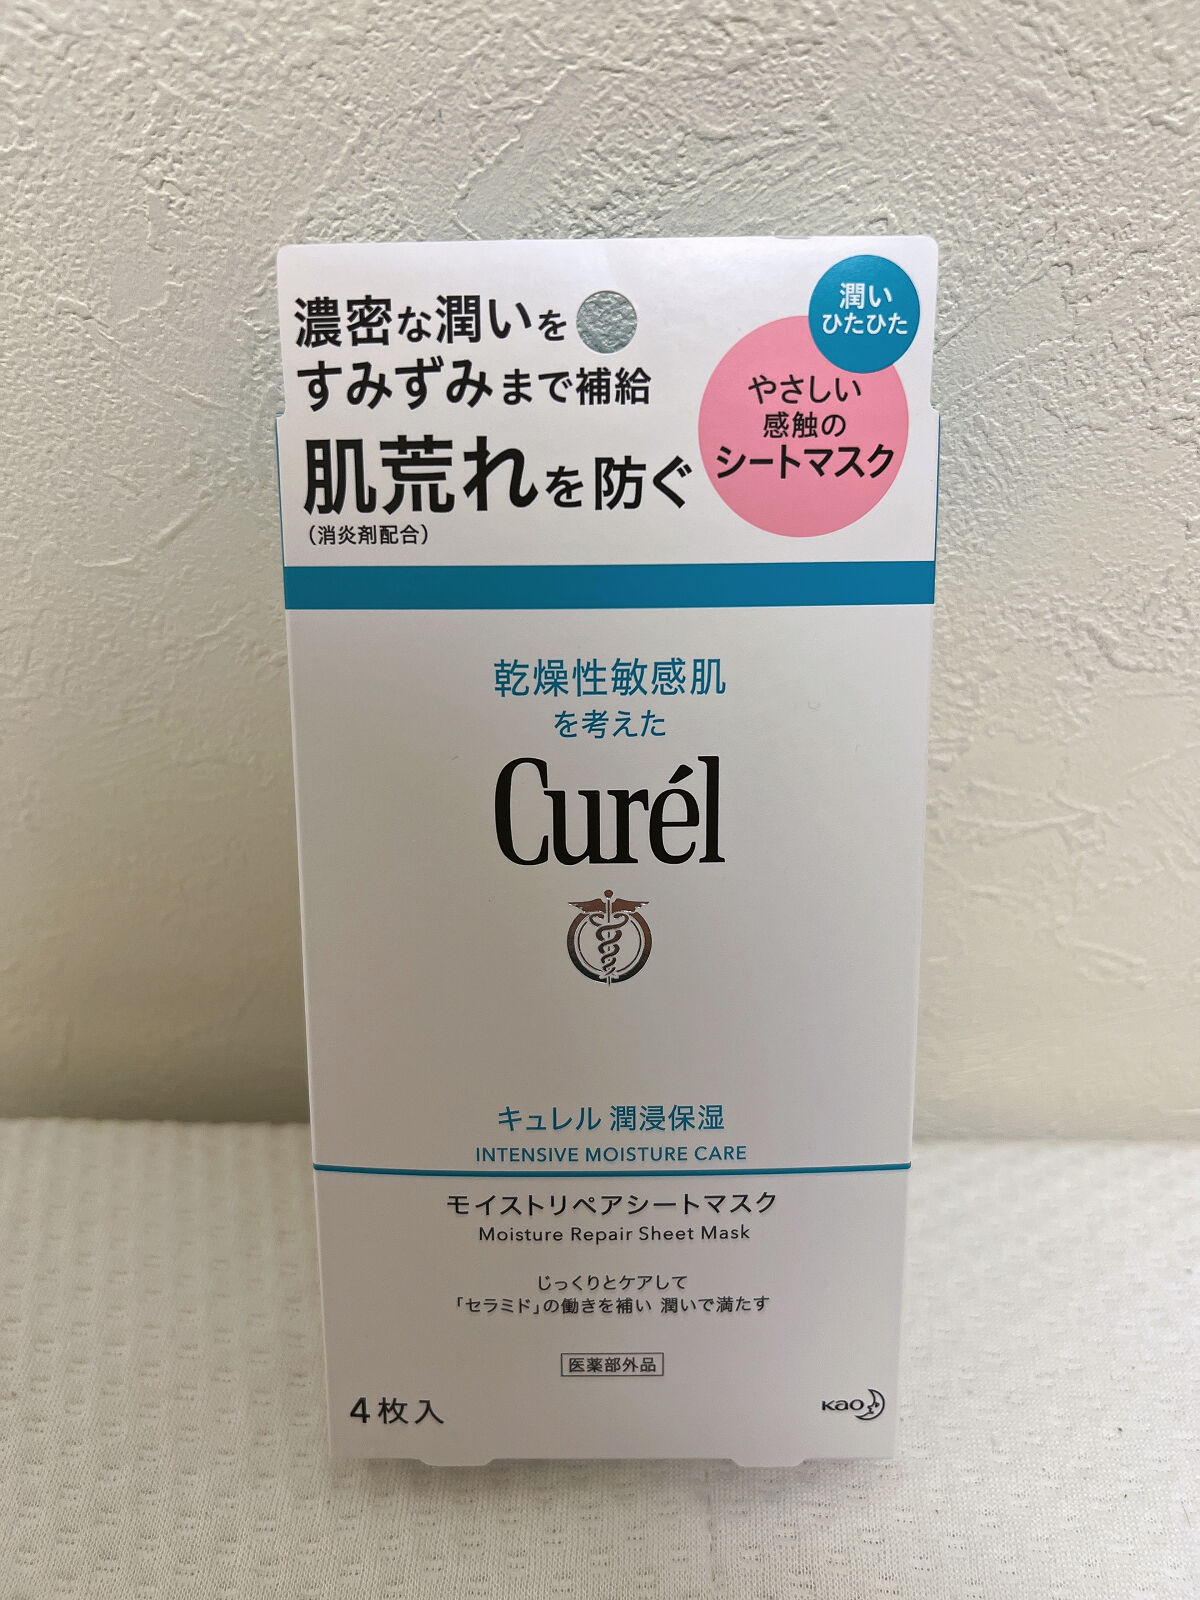 濃密な潤いを
すみずみまで補給
肌荒れを防ぐ
（消炎剤配合）
潤い
ひたひた
やさしい
感触の
シートマスク
乾燥性敏感肌
を考えた
Curél
キュレル 潤浸保湿
INTENSIVE MOISTURE CARE
モイストリペアシートマスク
Moisture Repair Sheet Mask
じっくりとケアして
「セラミド」の働きを補い 潤いで満たす
医薬部外品
4枚入
Kao